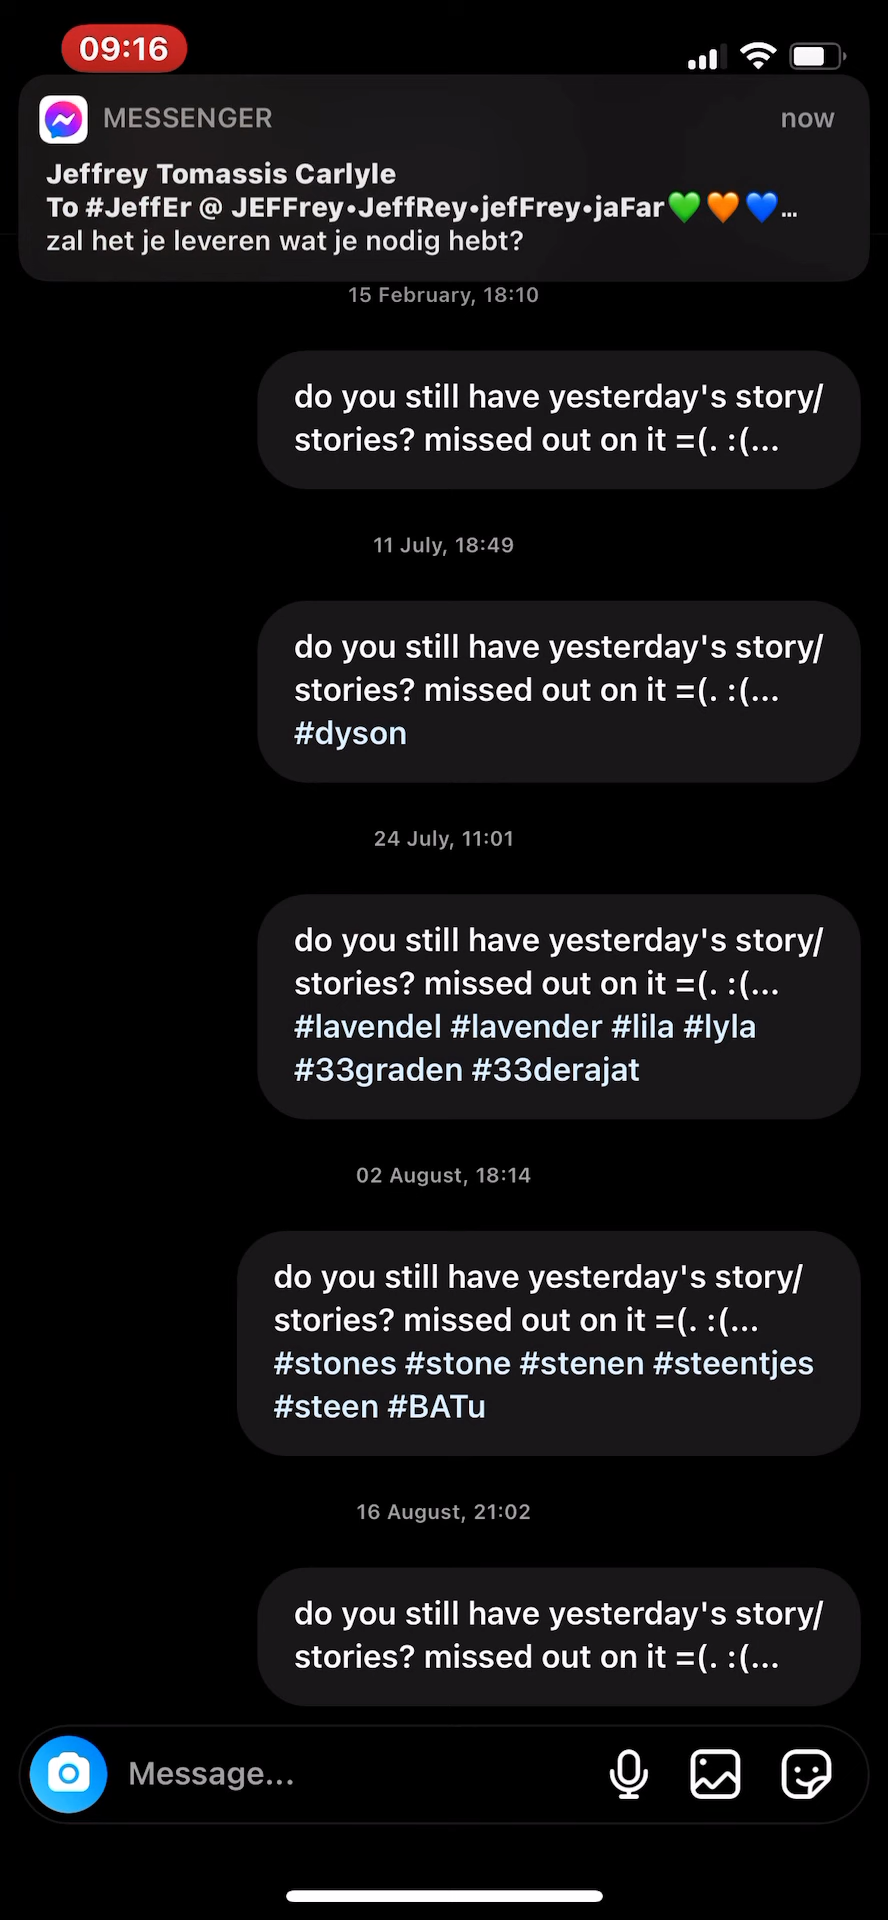 09:16
MESSENGER
now
Jeffrey Tomassis Carlyle
To #JeffEr @ JEFFrey•JeffRey•jefFrey•jaFar💚🧡💙...
zal het je leveren wat je nodig hebt?
15 February, 18:10
do you still have yesterday's story/
stories? missed out on it =(. :(...
11 July, 18:49
do you still have yesterday's story/
stories? missed out on it =(. :(...
#dyson
24 July, 11:01
do you still have yesterday's story/
stories? missed out on it =(. :(...
#lavendel #lavender #lila #lyla
#33graden #33derajat
02 August, 18:14
do you still have yesterday's story/
stories? missed out on it =(. :(...
#stones #stone #stenen #steentjes
#steen #BATu
16 August, 21:02
do you still have yesterday's story/
stories? missed out on it =(. :(...
Message...